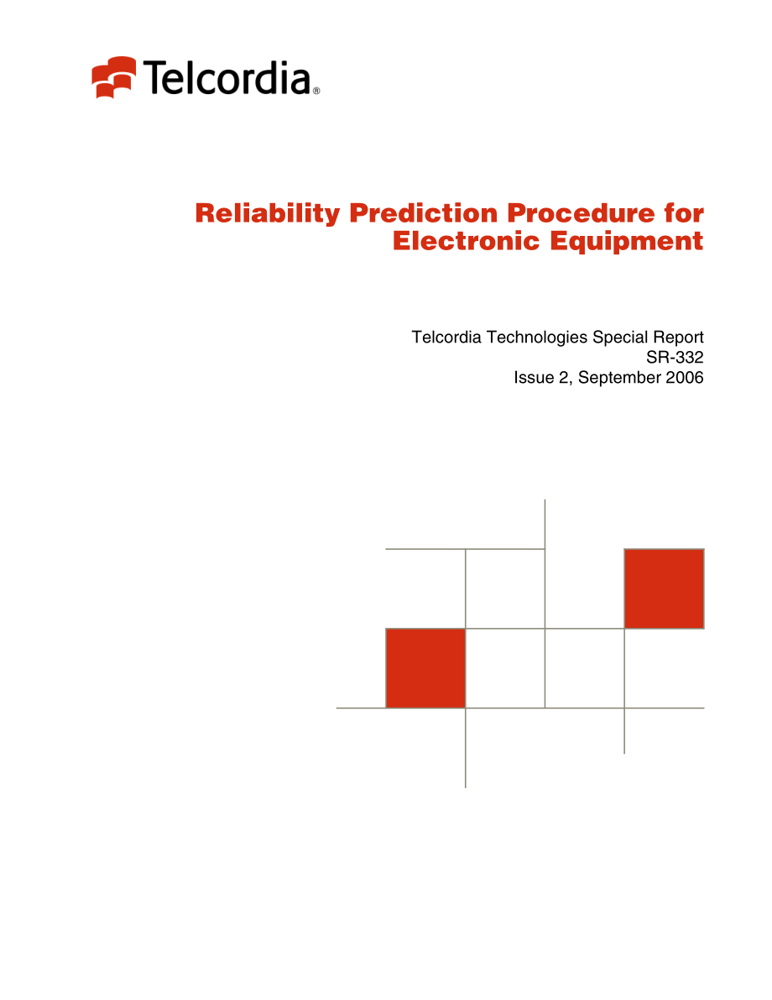 Telcordia®
Reliability Prediction Procedure for
Electronic Equipment
Telcordia Technologies Special Report
SR-332
Issue 2, September 2006